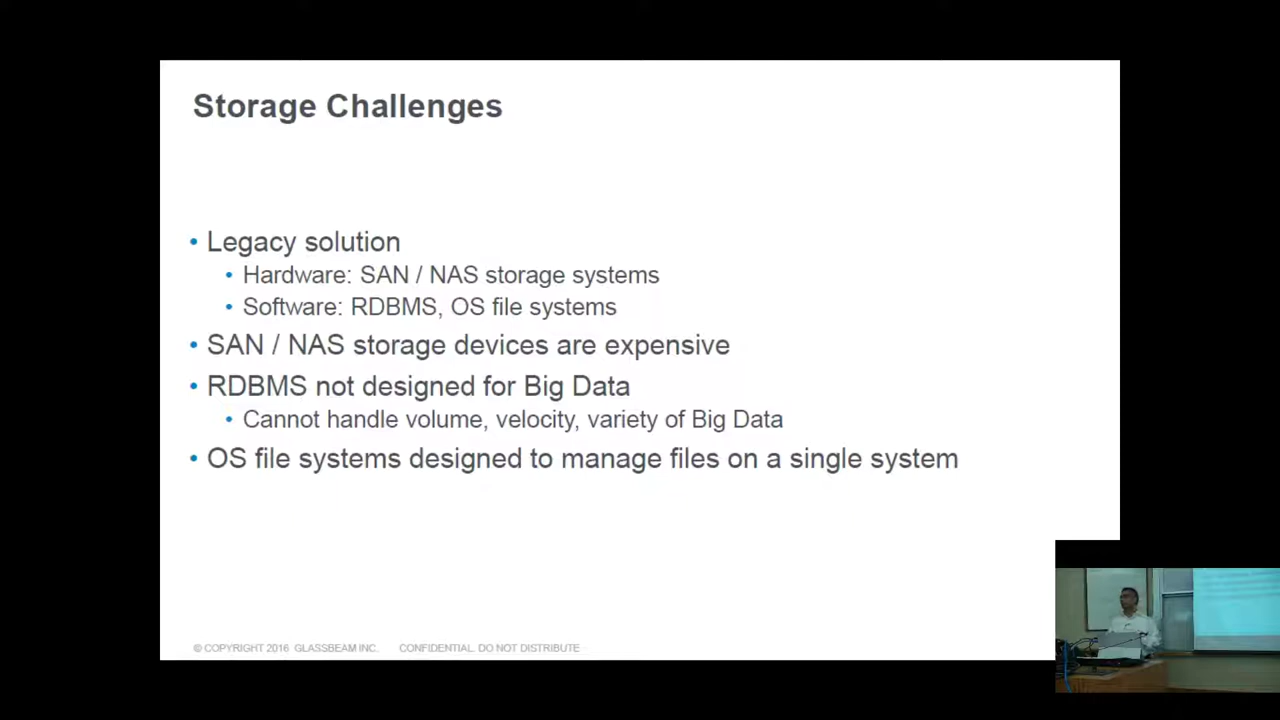 Storage Challenges
• Legacy solution
• Hardware: SAN / NAS storage systems
• Software: RDBMS, OS file systems
• SAN / NAS storage devices are expensive
• RDBMS not designed for Big Data
• Cannot handle volume, velocity, variety of Big Data
• OS file systems designed to manage files on a single system
© COPYRIGHT 2016 GLASSBEAM INC. CONFIDENTIAL. DO NOT DISTRIBUTE